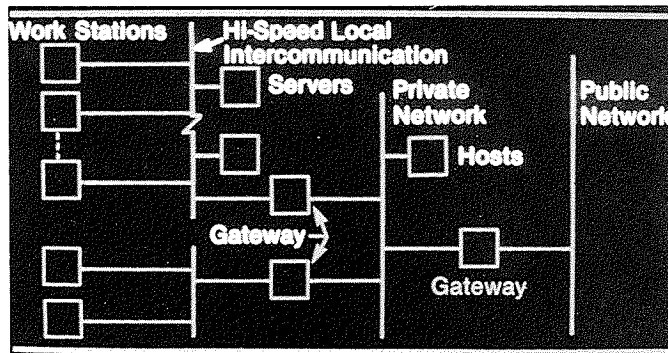 Work Stations
Hi-Speed Local
Intercommunication
Servers
Private
Network
Public
Network
Hosts
Gateway
Gateway